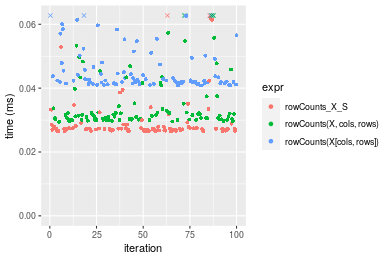 0.06
0.04
0.02
0.00
time (ms)
0
25
50
75
100
iteration
expr
rowCounts_X_S
rowCounts(X, cols, rows)
rowCounts(X[cols, rows])